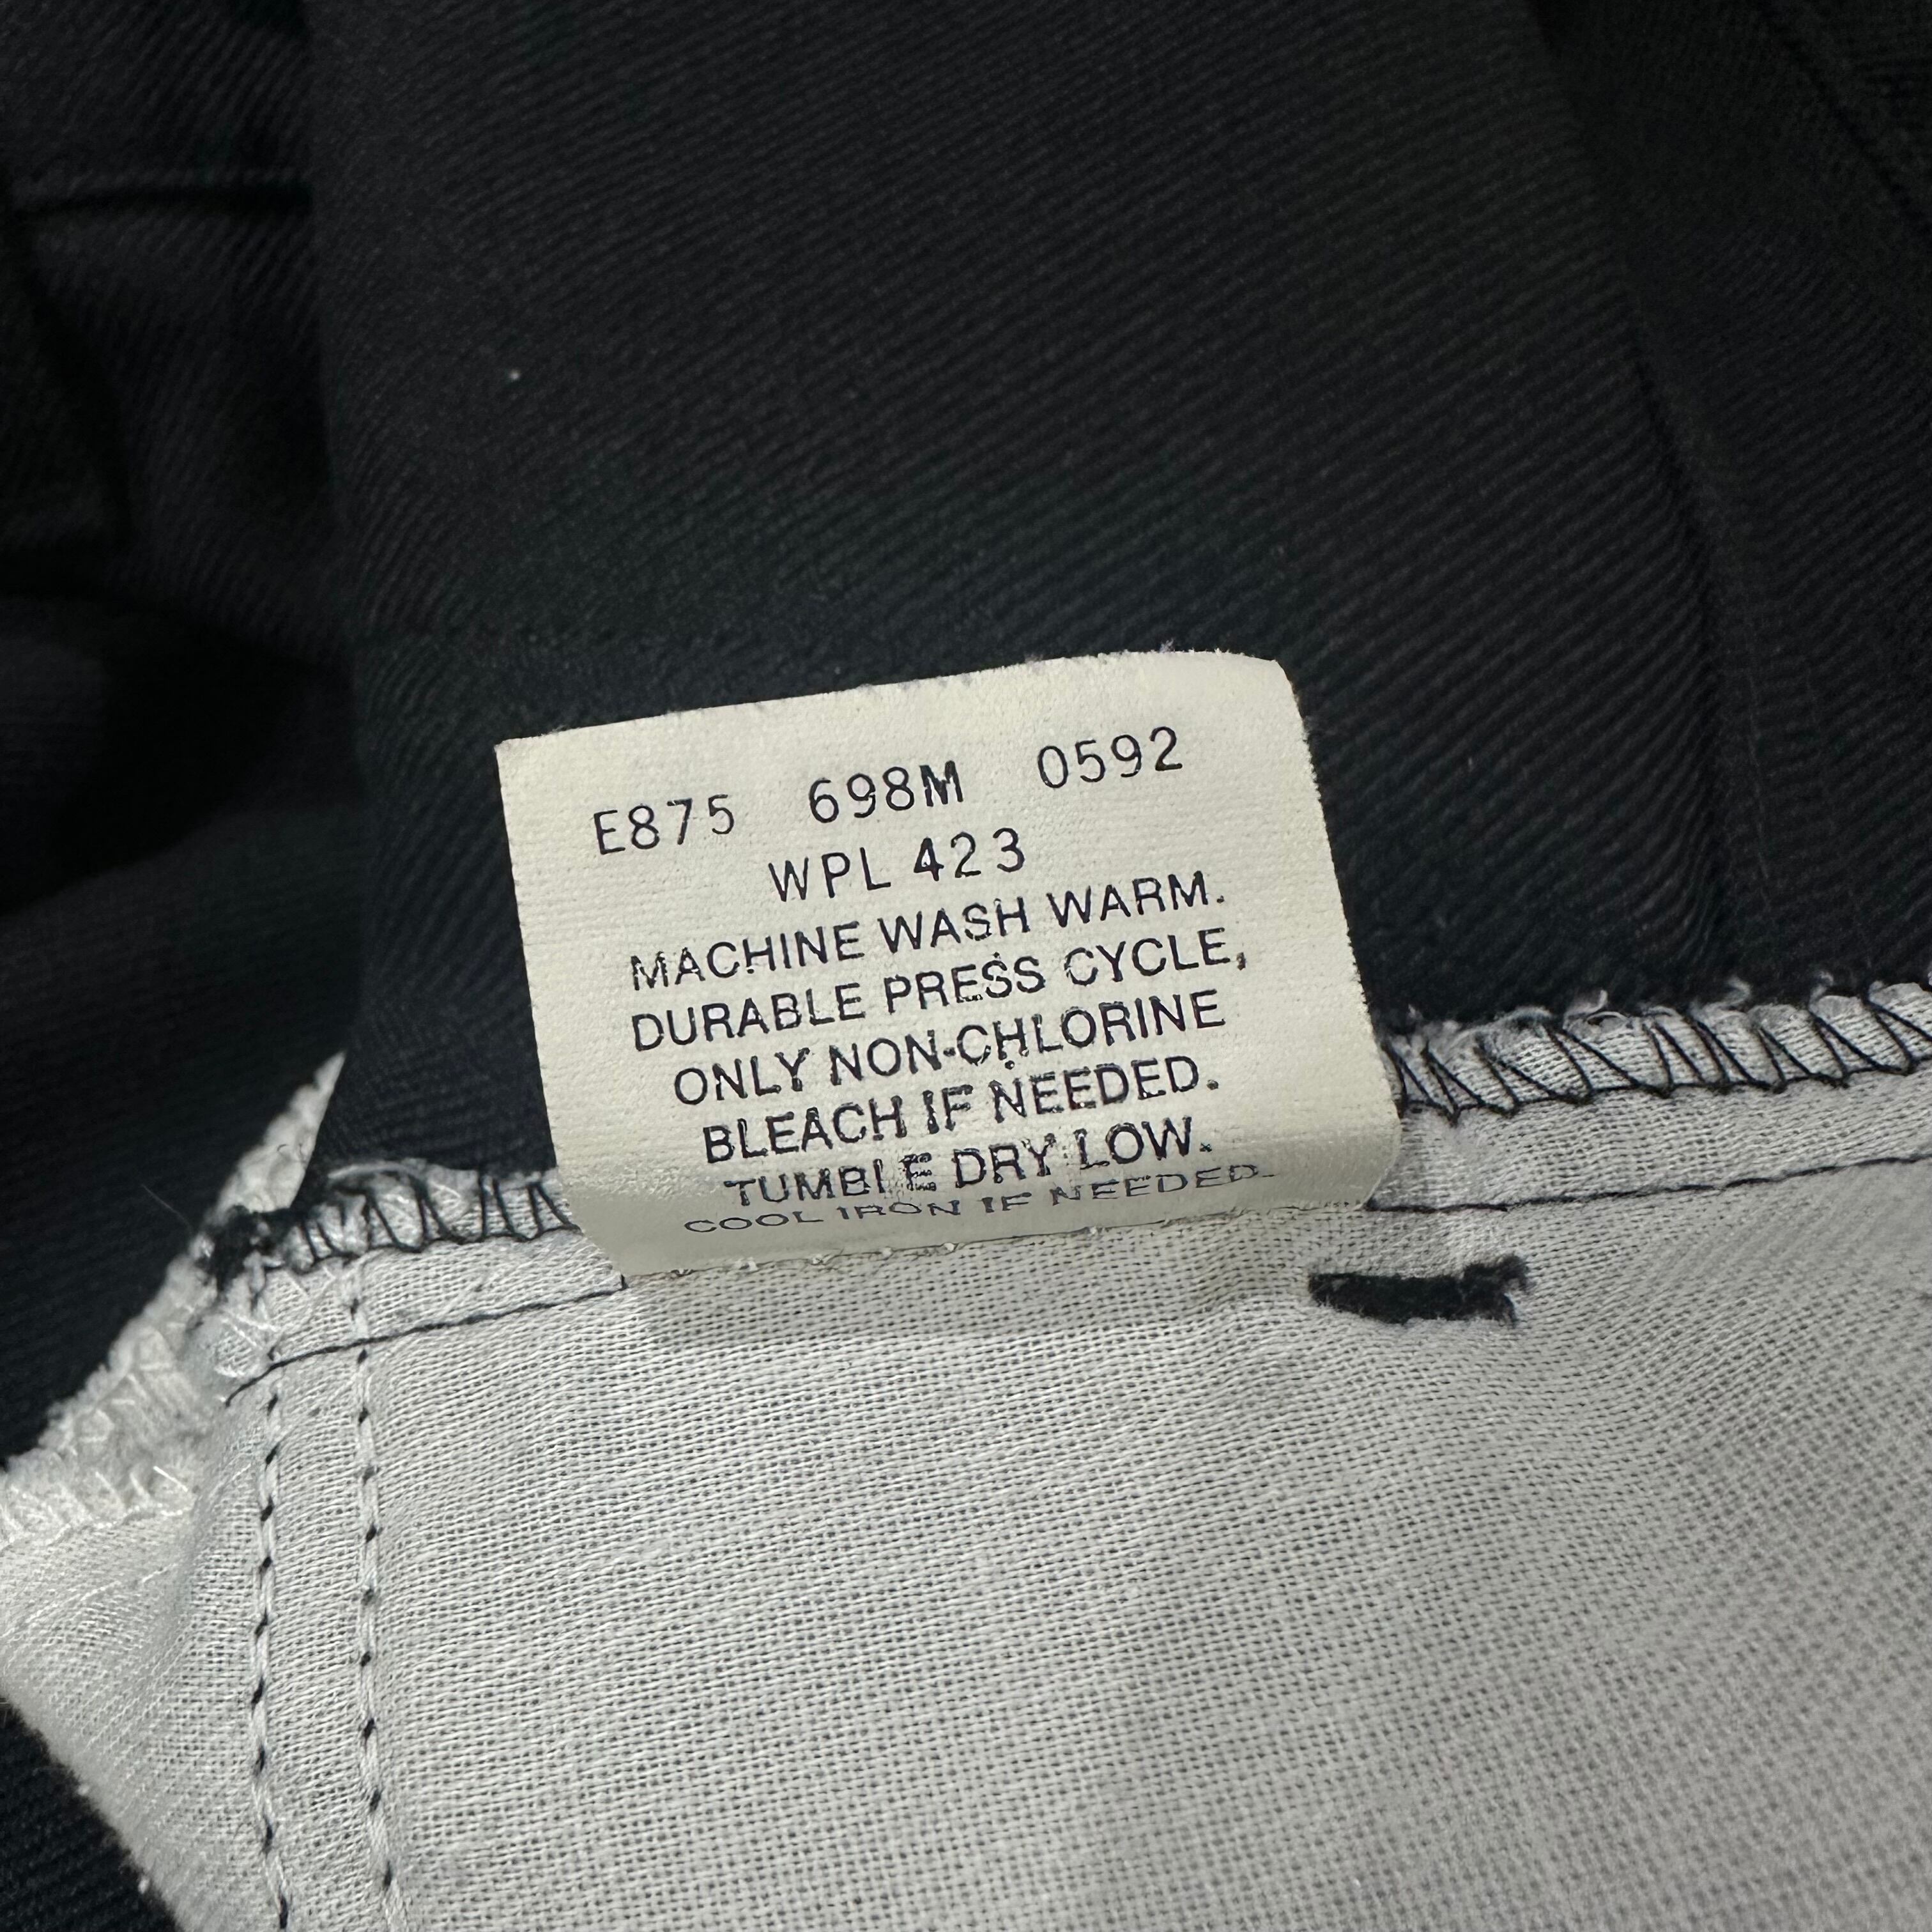 E875 698M 0592
WPL 423
MACHINE WASH WARM.
DURABLE PRESS CYCLE,
ONLY NON-CHLORINE
BLEACH IF NEEDED.
TUMBLE DRY LOW.
COOL IRON IF NEEDED.